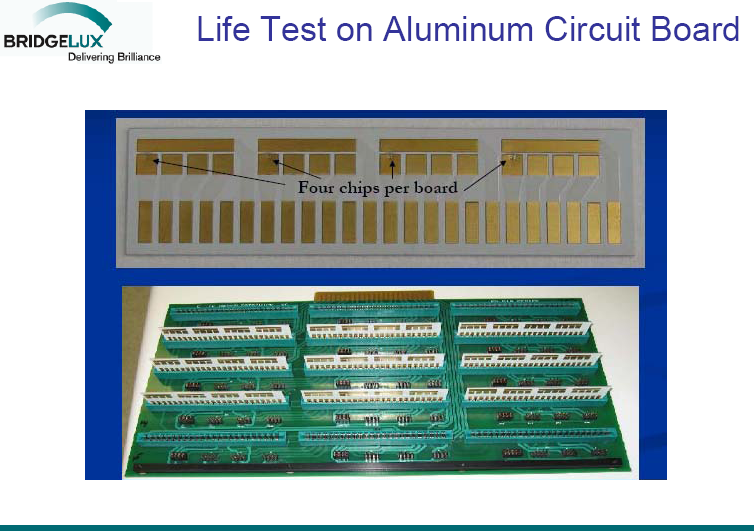 BRIDGELUX
Delivering Brilliance
Life Test on Aluminum Circuit Board
Four chips per board